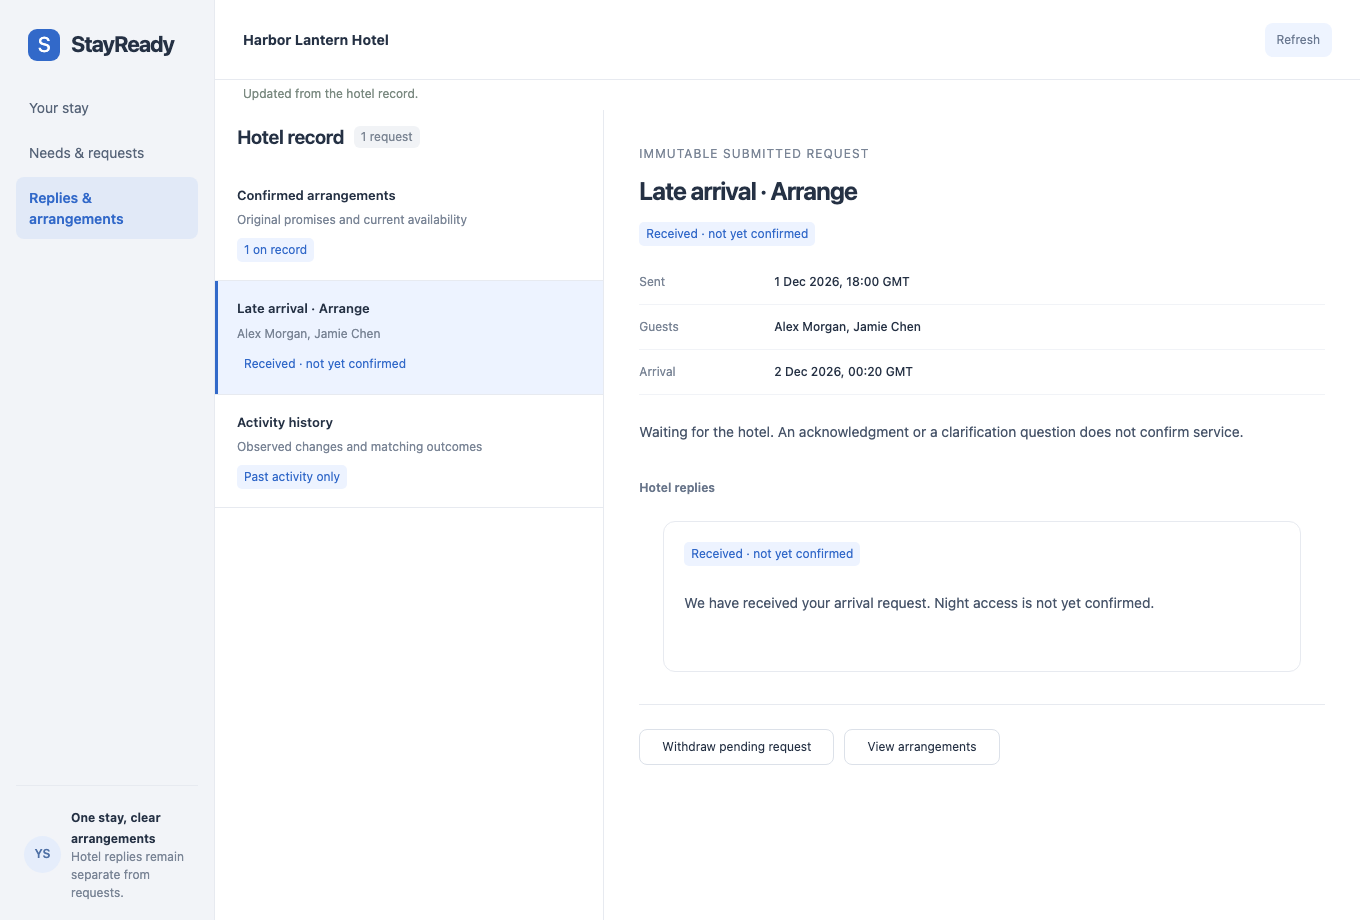 S StayReady
Your stay
Needs & requests
Replies &
arrangements
YS
One stay, clear
arrangements
Hotel replies remain
separate from
requests.
Harbor Lantern Hotel
Refresh
Updated from the hotel record.
Hotel record 1 request
Confirmed arrangements
Original promises and current availability
1 on record
Late arrival · Arrange
Alex Morgan, Jamie Chen
Received · not yet confirmed
Activity history
Observed changes and matching outcomes
Past activity only
IMMUTABLE SUBMITTED REQUEST
Late arrival · Arrange
Received · not yet confirmed
Sent 1 Dec 2026, 18:00 GMT
Guests Alex Morgan, Jamie Chen
Arrival 2 Dec 2026, 00:20 GMT
Waiting for the hotel. An acknowledgment or a clarification question does not confirm service.
Hotel replies
Received · not yet confirmed
We have received your arrival request. Night access is not yet confirmed.
Withdraw pending request View arrangements